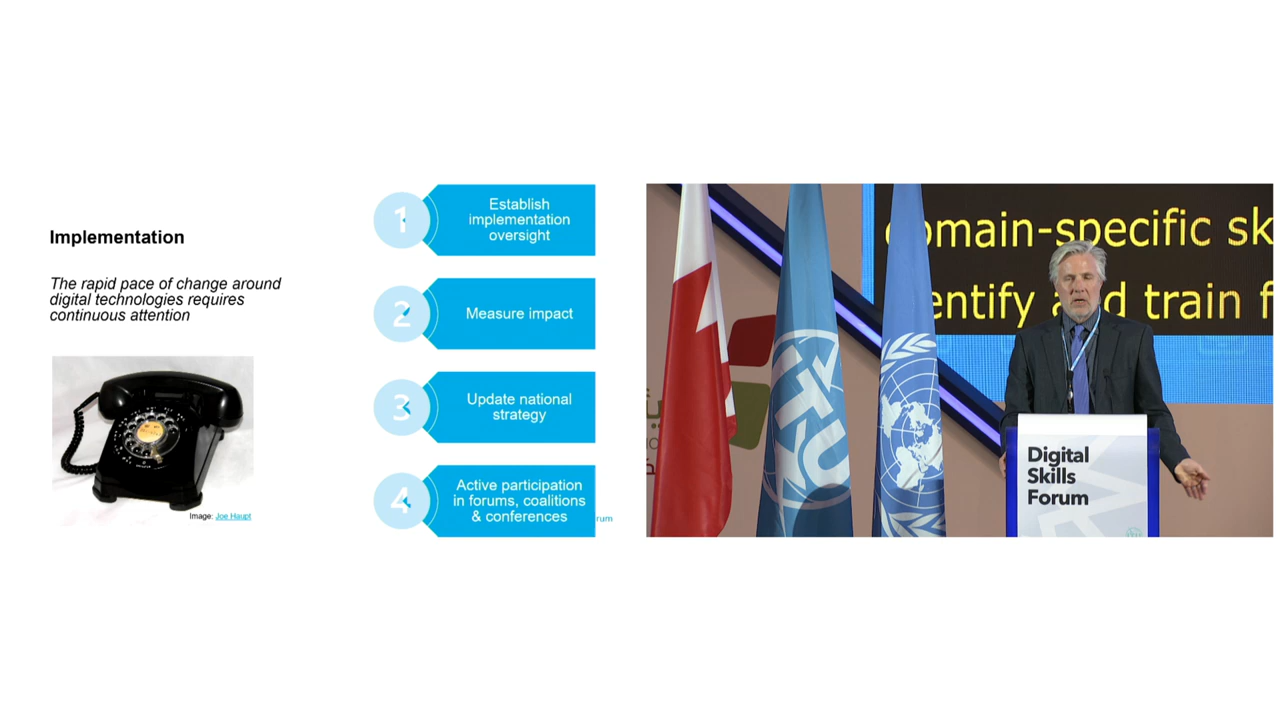 Implementation
The rapid pace of change around
digital technologies requires
continuous attention
Image: Joe Haupt
1
Establish
implementation
oversight
2
Measure impact
3
Update national
strategy
4
Active participation
in forums, coalitions
& conferences
rum
omain-specific sk
entify and train f
ITU
Digital
Skills
Forum